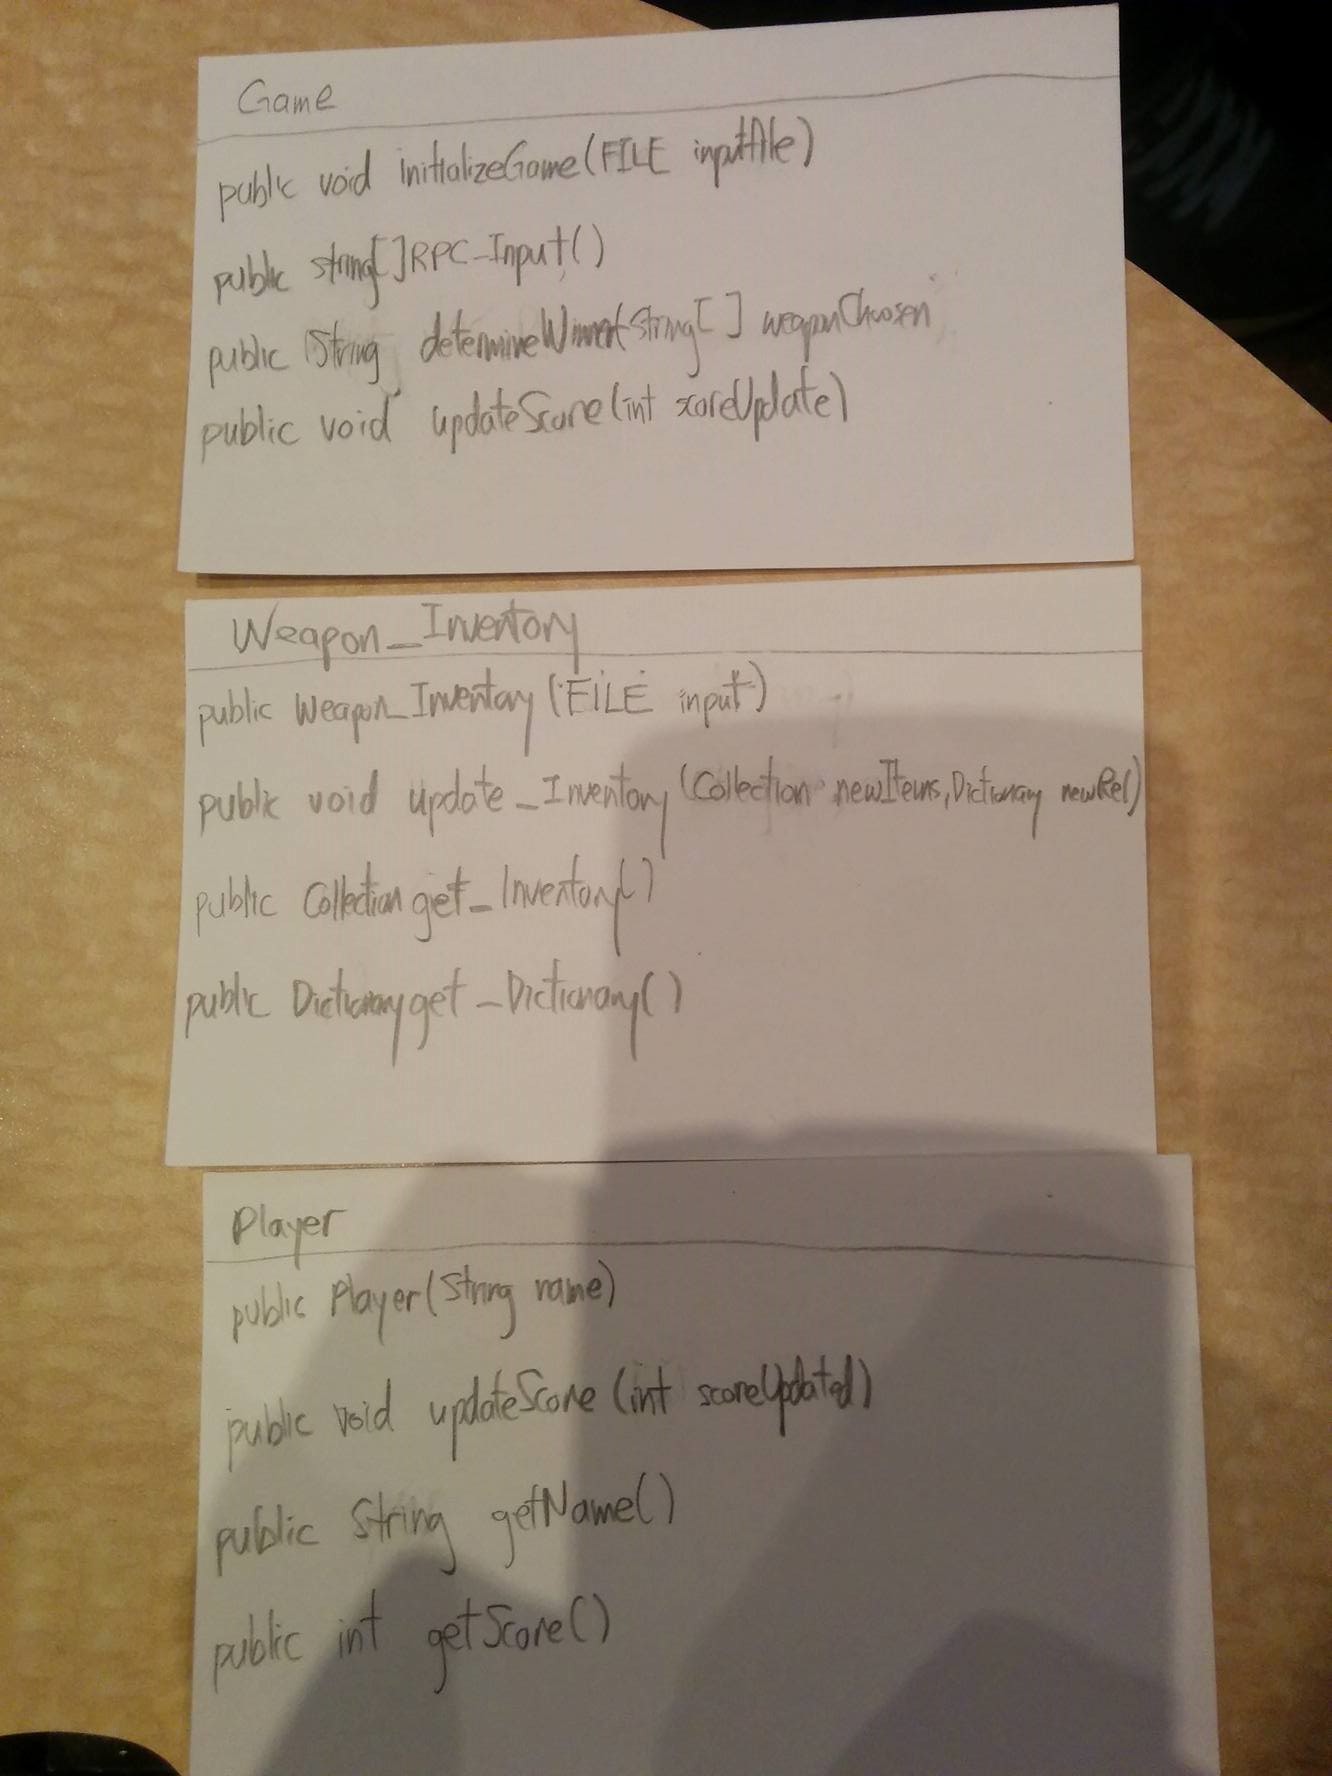 Game
public void initializeGame(FILE inputfile)
public string[] RPC_Input()
public String determineWinner(String[] weaponChosen
public void updateScore(int scoreUpdate)
Weapon_Inventory
public Weapon_Inventory(FILE input)
public void update_Inventory(Collection newItems, Dictionary newRel)
public Collection get_Inventory()
public Dictionary get_Dictionary()
Player
public Player(String name)
public void updateScore(int scoreUpdated)
public String getName()
public int getScore()